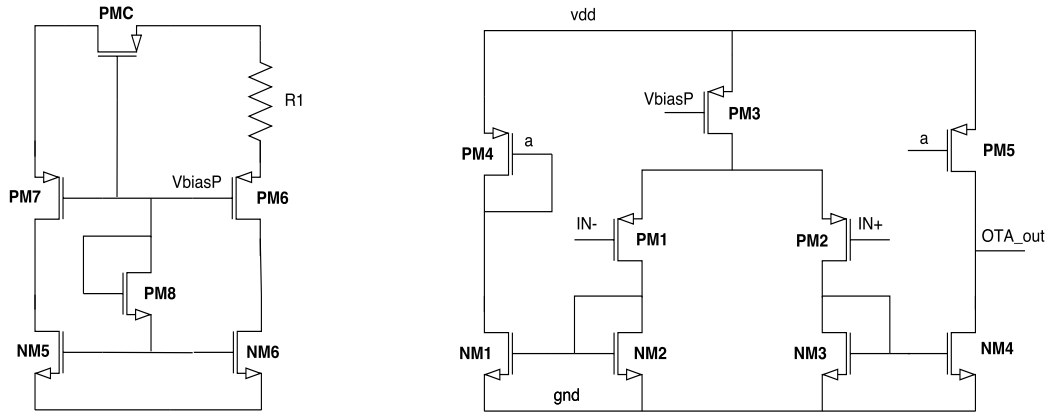 PMC
R1
PM7
VbiasP
PM6
PM8
NM5
NM6
vdd
VbiasP
PM3
a
PM4
a
PM5
IN-
PM1
PM2
IN+
OTA_out
NM1
NM2
NM3
NM4
gnd